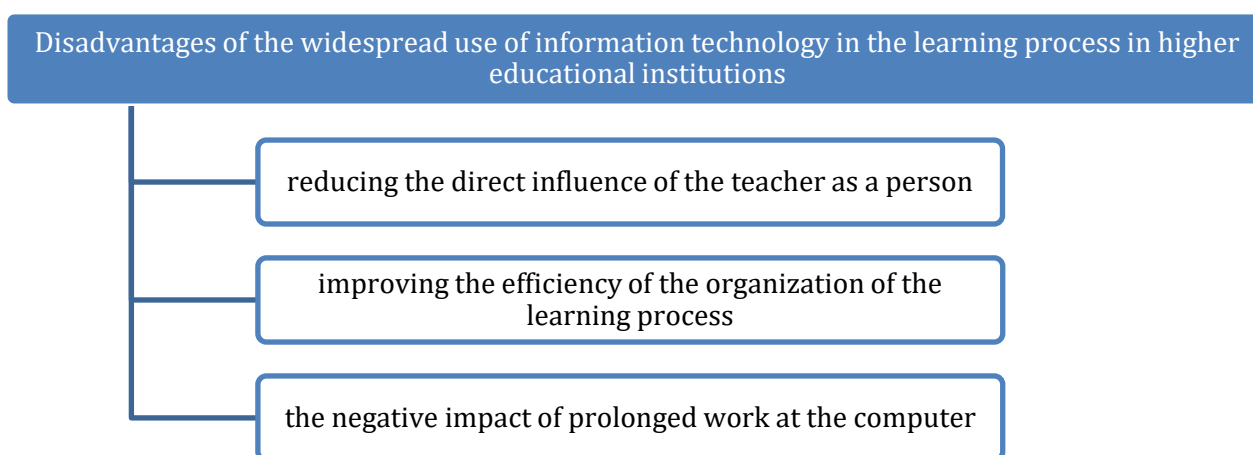 Disadvantages of the widespread use of information technology in the learning process in higher
educational institutions
reducing the direct influence of the teacher as a person
improving the efficiency of the organization of the
learning process
the negative impact of prolonged work at the computer